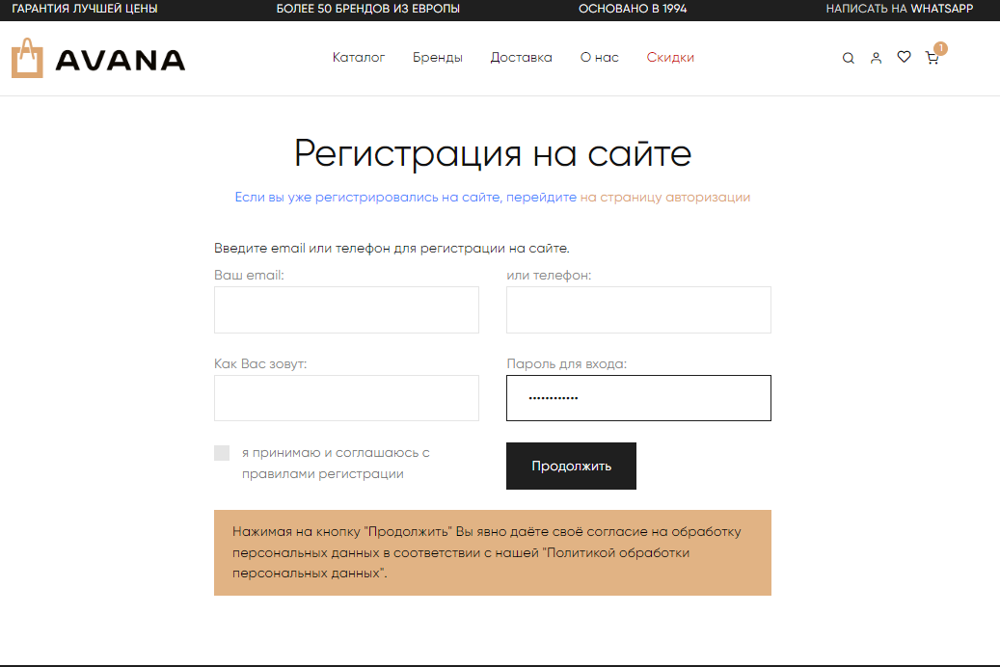 ГАРАНТИЯ ЛУЧШЕЙ ЦЕНЫ БОЛЕЕ 50 БРЕНДОВ ИЗ ЕВРОПЫ ОСНОВАНО В 1994 НАПИСАТЬ НА WHATSAPP
AVANA Каталог Бренды Доставка О нас Скидки 1
Регистрация на сайте
Если вы уже регистрировались на сайте, перейдите на страницу авторизации
Введите email или телефон для регистрации на сайте.
Ваш email: или телефон:
Как Вас зовут: Пароль для входа:
••••••••••••
я принимаю и соглашаюсь с
правилами регистрации
Продолжить
Нажимая на кнопку "Продолжить" Вы явно даёте своё согласие на обработку
персональных данных в соответствии с нашей "Политикой обработки
персональных данных".